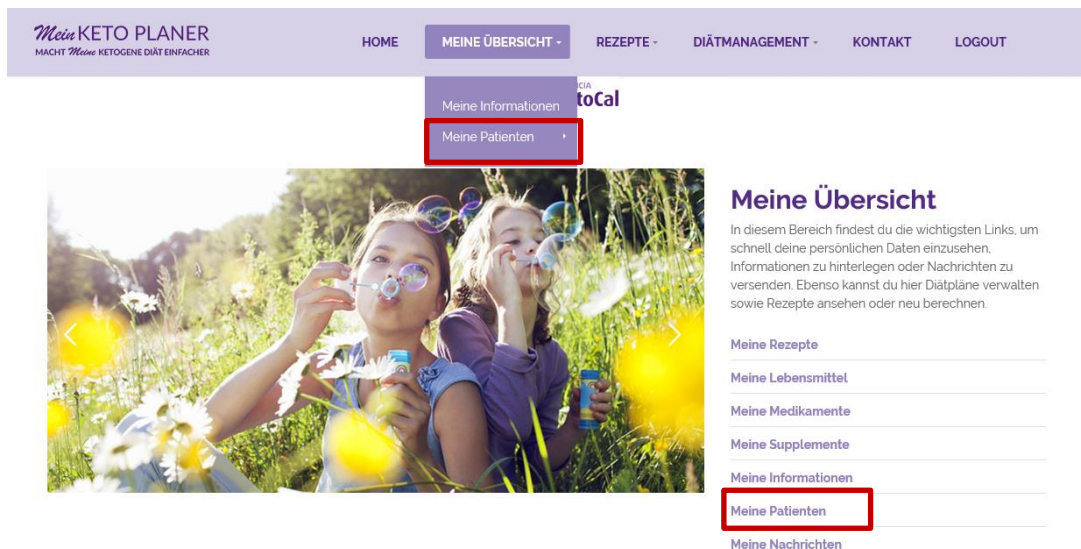 Mein KETO PLANER
MACHT Meine KETOGENE DIÄT EINFACHER
HOME
MEINE ÜBERSICHT
REZEPTE
DIÄTMANAGEMENT
KONTAKT
LOGOUT
Meine Informationen
Meine Patienten
toCal
Meine Übersicht
In diesem Bereich findest du die wichtigsten Links, um
schnell deine persönlichen Daten einzusehen,
Informationen zu hinterlegen oder Nachrichten zu
versenden. Ebenso kannst du hier Diätpläne verwalten
sowie Rezepte ansehen oder neu berechnen.
Meine Rezepte
Meine Lebensmittel
Meine Medikamente
Meine Supplemente
Meine Informationen
Meine Patienten
Meine Nachrichten